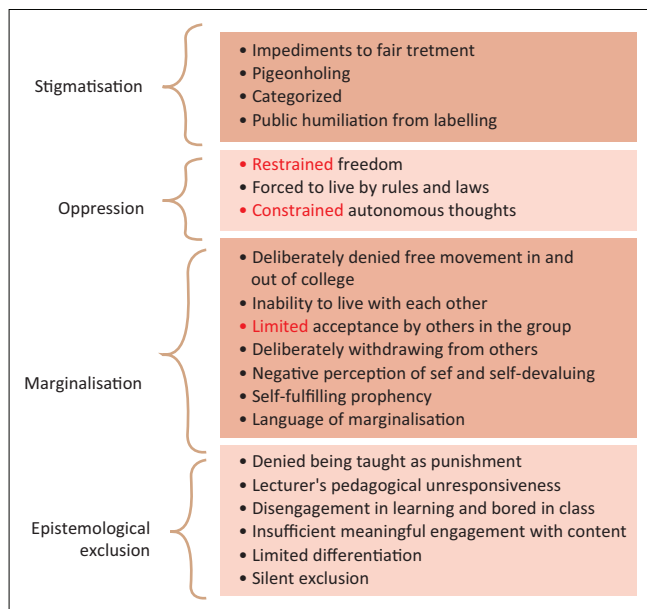 Stigmatisation
• Impediments to fair tretment
• Pigeonholing
• Categorized
• Public humiliation from labelling
Oppression
• Restrained freedom
• Forced to live by rules and laws
• Constrained autonomous thoughts
Marginalisation
• Deliberately denied free movement in and
out of college
• Inability to live with each other
• Limited acceptance by others in the group
• Deliberately withdrawing from others
• Negative perception of sef and self-devaluing
• Self-fulfilling prophency
• Language of marginalisation
Epistemological
exclusion
• Denied being taught as punishment
• Lecturer's pedagogical unresponsiveness
• Disengagement in learning and bored in class
• Insufficient meaningful engagement with content
• Limited differentiation
• Silent exclusion